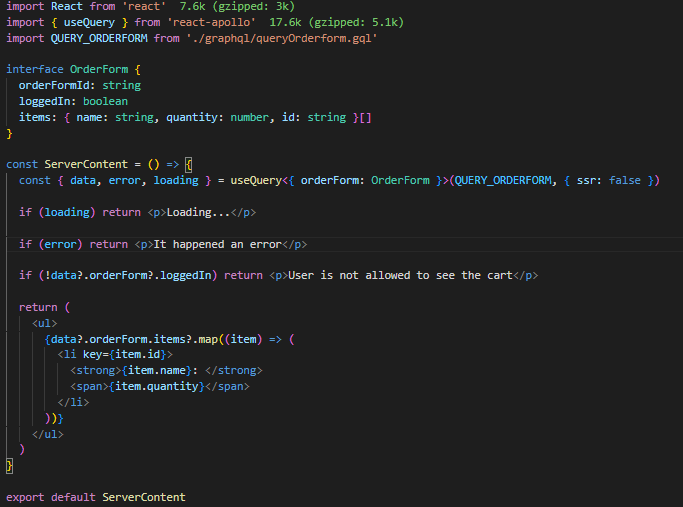 import React from 'react'  7.6k (gzipped: 3k)
import { useQuery } from 'react-apollo'  17.6k (gzipped: 5.1k)
import QUERY_ORDERFORM from './graphql/queryOrderform.gql'

interface OrderForm {
  orderFormId: string
  loggedIn: boolean
  items: { name: string, quantity: number, id: string }[]
}

const ServerContent = () => {
  const { data, error, loading } = useQuery<{ orderForm: OrderForm }>(QUERY_ORDERFORM, { ssr: false })

  if (loading) return <p>Loading...</p>

  if (error) return <p>It happened an error</p>

  if (!data?.orderForm?.loggedIn) return <p>User is not allowed to see the cart</p>

  return (
    <ul>
      {data?.orderForm.items?.map((item) => (
        <li key={item.id}>
          <strong>{item.name}: </strong>
          <span>{item.quantity}</span>
        </li>
      ))}
    </ul>
  )
}

export default ServerContent